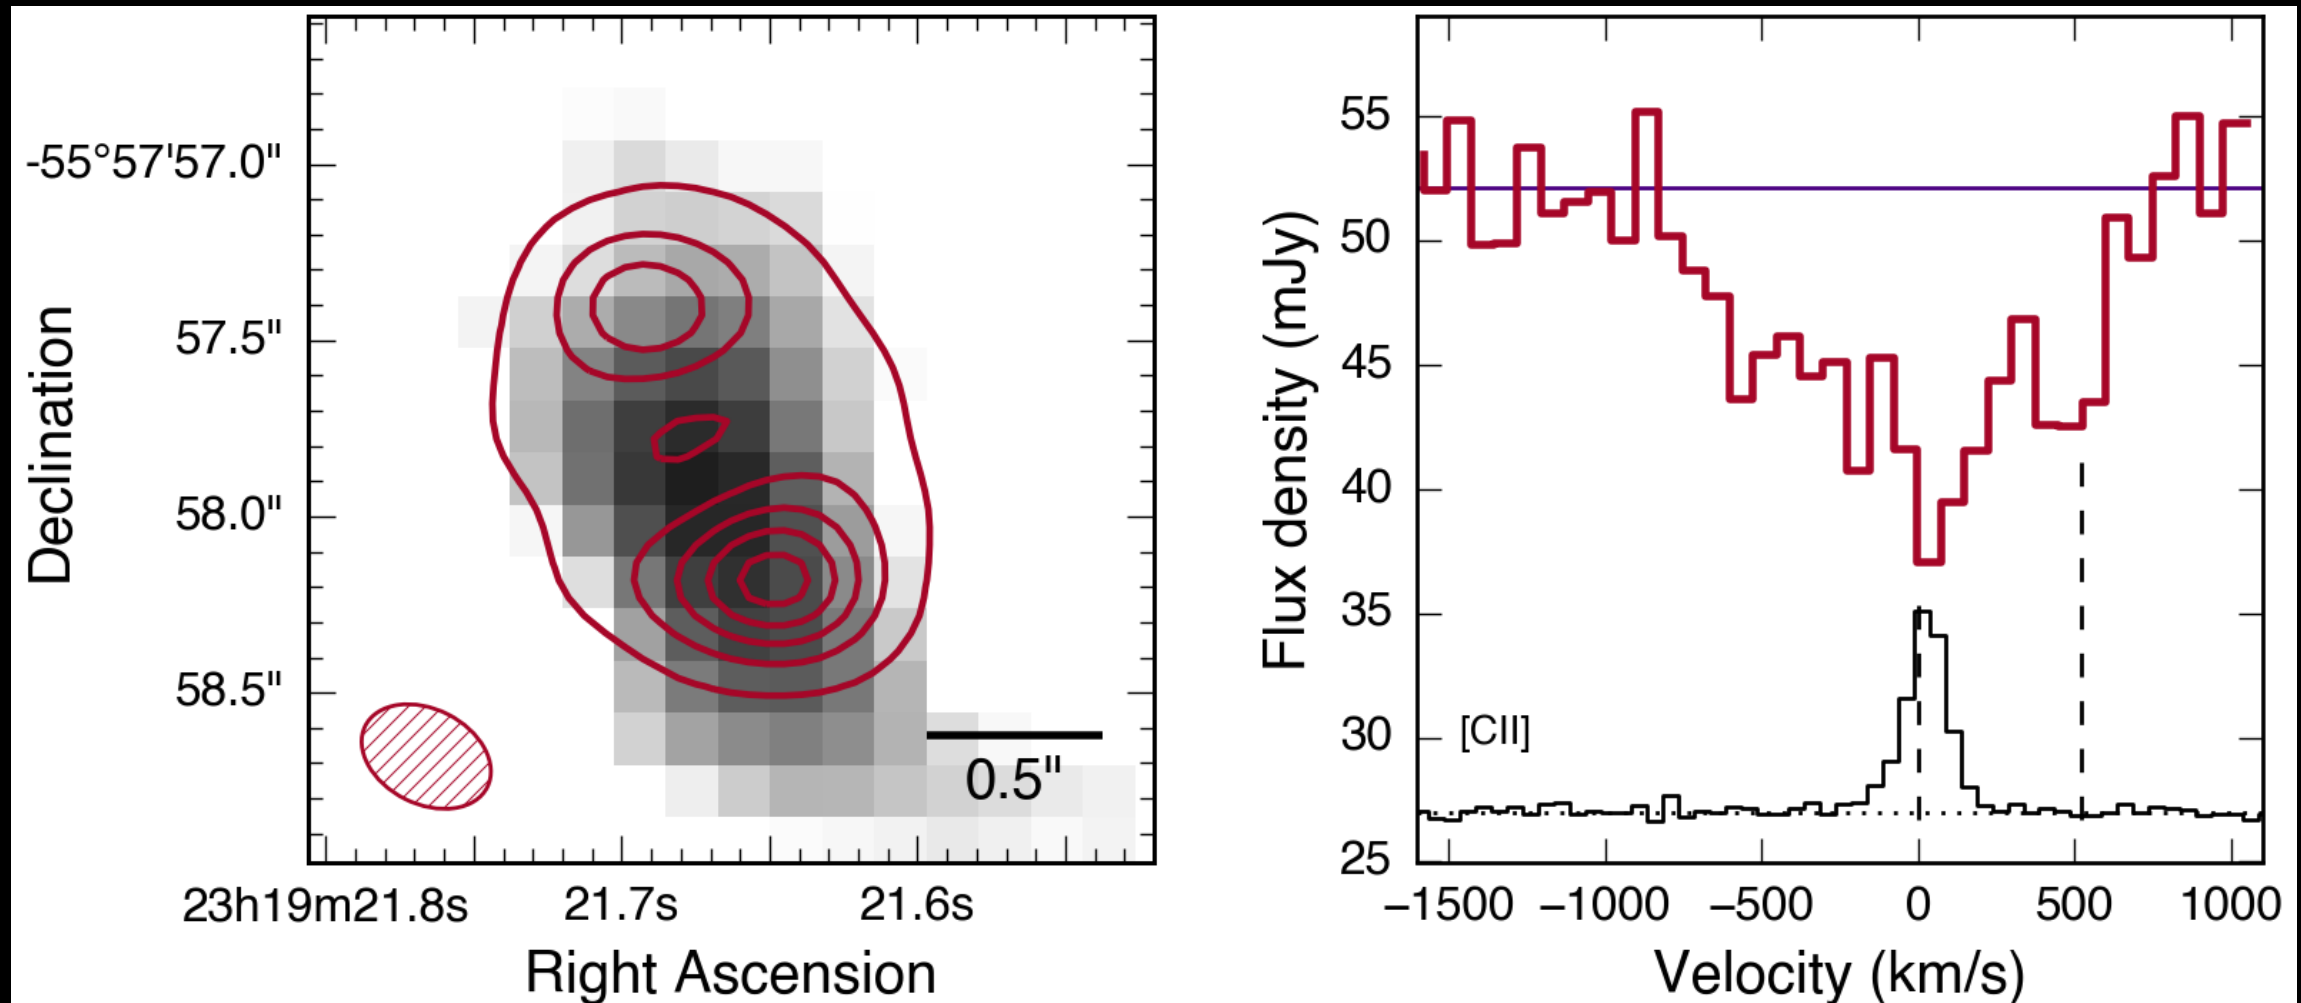 -55°57'57.0"
57.5"
58.0"
58.5"
Declination
0.5"
23h19m21.8s
21.7s
21.6s
Right Ascension
55
50
45
40
35
30
25
Flux density (mJy)
[CII]
−1500
−1000
−500
0
500
1000
Velocity (km/s)